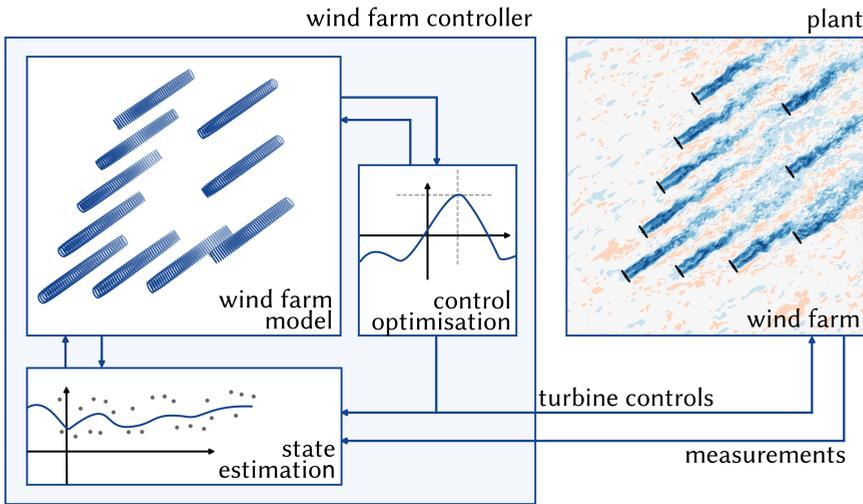 wind farm controller
plant
wind farm
model
control
optimisation
wind farm
turbine controls
state
estimation
measurements